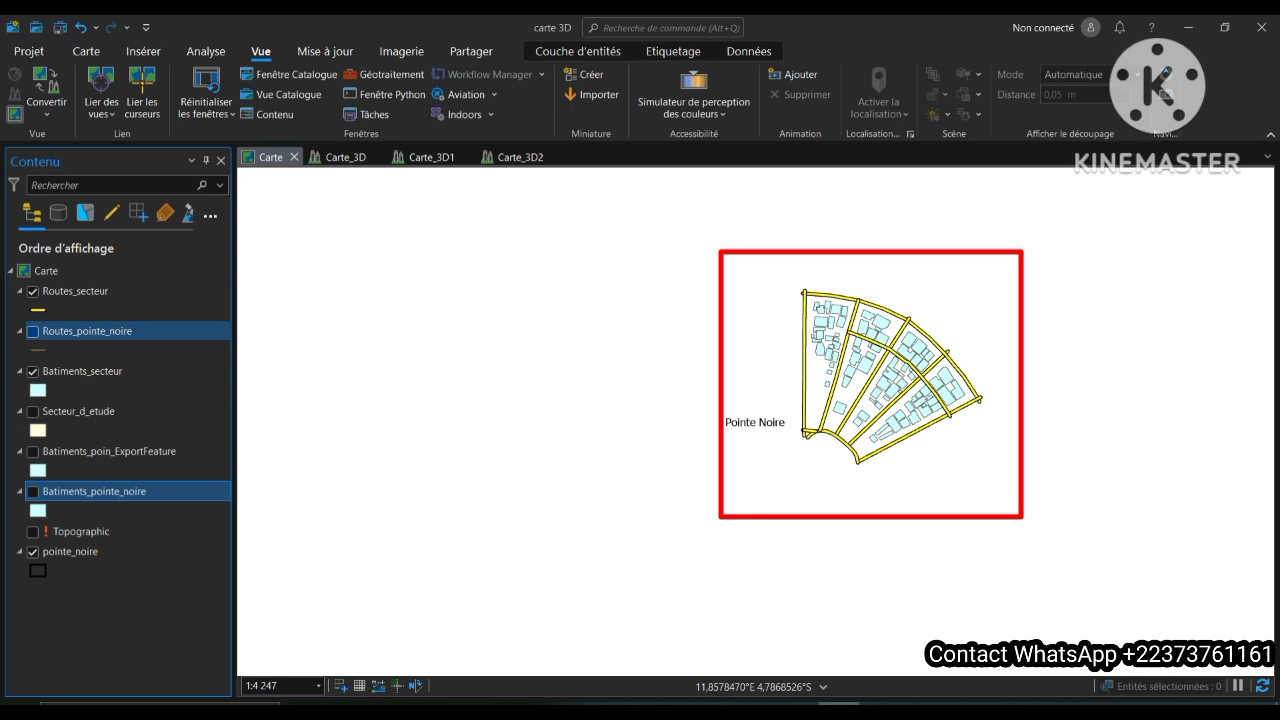 carte 3D
Recherche de commande (Alt+Q)
Non connecté
Projet Carte Insérer Analyse Vue Mise à jour Imagerie Partager Couche d'entités Etiquetage Données
Convertir
Vue
Lier des vues
Lier les curseurs
Lien
Réinitialiser les fenêtres
Fenêtre Catalogue
Vue Catalogue
Contenu
Géotraitement
Fenêtre Python
Tâches
Workflow Manager
Aviation
Indoors
Fenêtres
Créer
Importer
Miniature
Simulateur de perception des couleurs
Accessibilité
Ajouter
Supprimer
Animation
Activer la localisation
Localisation...
Scène
Mode Automatique
Distance 0,05 m
Afficher le découpage
Navi...
K
KINEMASTER
Contenu
Rechercher
Ordre d'affichage
Carte
Routes_secteur
Routes_pointe_noire
Batiments_secteur
Secteur_d_etude
Batiments_poin_ExportFeature
Batiments_pointe_noire
! Topographic
pointe_noire
Carte Carte_3D Carte_3D1 Carte_3D2
Pointe Noire
Contact WhatsApp +22373761161
1:4 247
11,8578470°E 4,7868526°S
Entités sélectionnées : 0